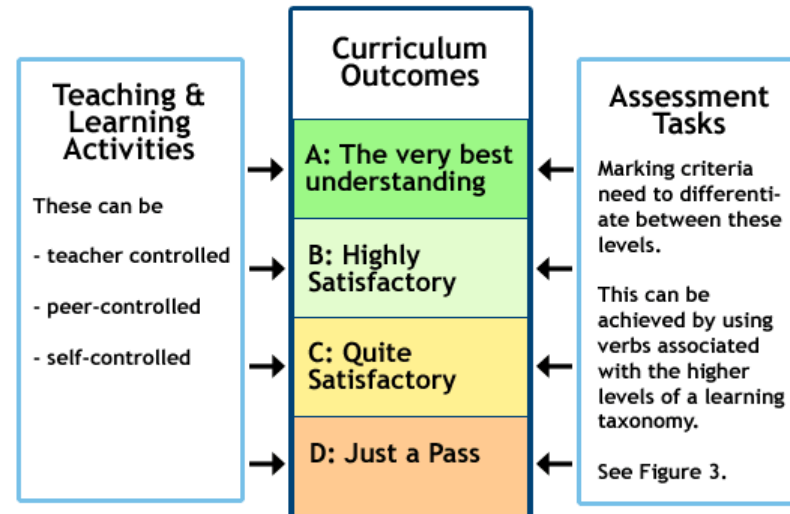 Teaching &
Learning
Activities
These can be
- teacher controlled
- peer-controlled
- self-controlled
Curriculum
Outcomes
A: The very best
understanding
B: Highly
Satisfactory
C: Quite
Satisfactory
D: Just a Pass
Assessment
Tasks
Marking criteria
need to differenti-
ate between these
levels.
This can be
achieved by using
verbs associated
with the higher
levels of a learning
taxonomy.
See Figure 3.